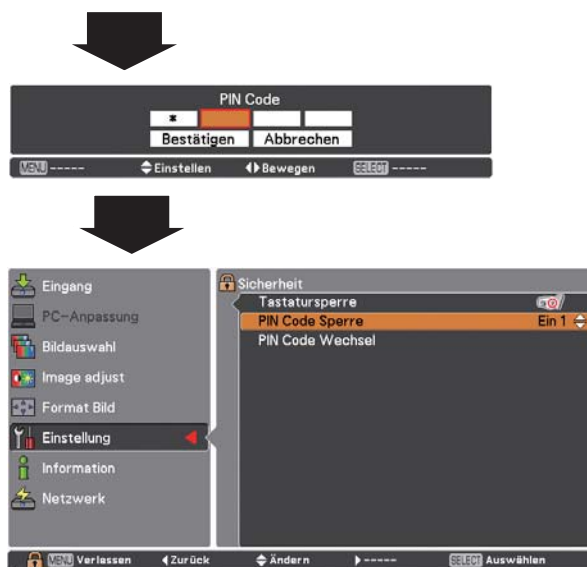 PIN Code
*
Bestätigen Abbrechen
MENU ----- Einstellen Bewegen SELECT -----
Eingang
PC-Anpassung
Bildauswahl
Image adjust
Format Bild
Einstellung
Information
Netzwerk
Sicherheit
Tastatursperre
PIN Code Sperre Ein 1
PIN Code Wechsel
MENU Verlassen Zurück Ändern ----- SELECT Auswählen